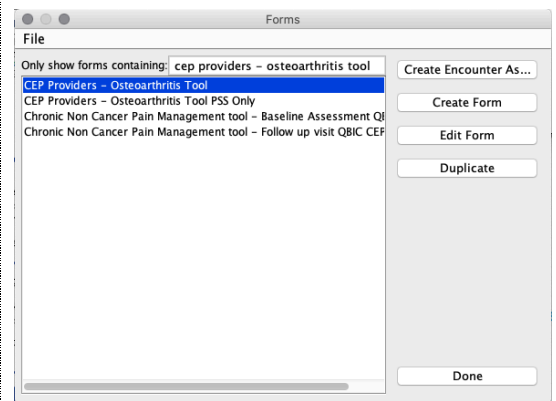 Forms
File
Only show forms containing: cep providers – osteoarthritis tool
CEP Providers – Osteoarthritis Tool
CEP Providers – Osteoarthritis Tool PSS Only
Chronic Non Cancer Pain Management tool – Baseline Assessment QB
Chronic Non Cancer Pain Management tool – Follow up visit QBIC CEP
Create Encounter As...
Create Form
Edit Form
Duplicate
Done